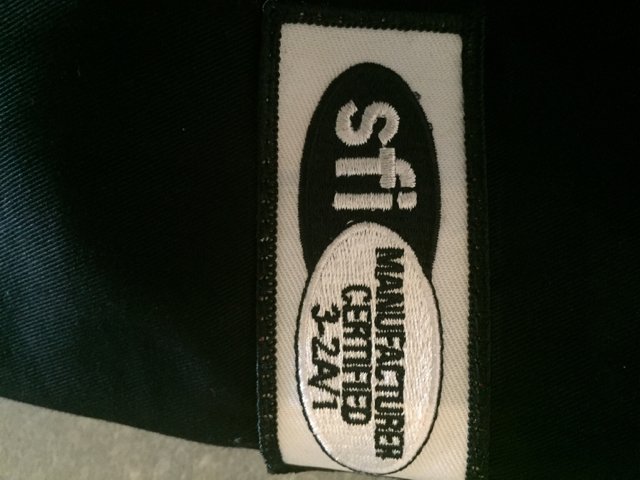 sfi
MANUFACTURER
CERTIFIED
3-2A/1